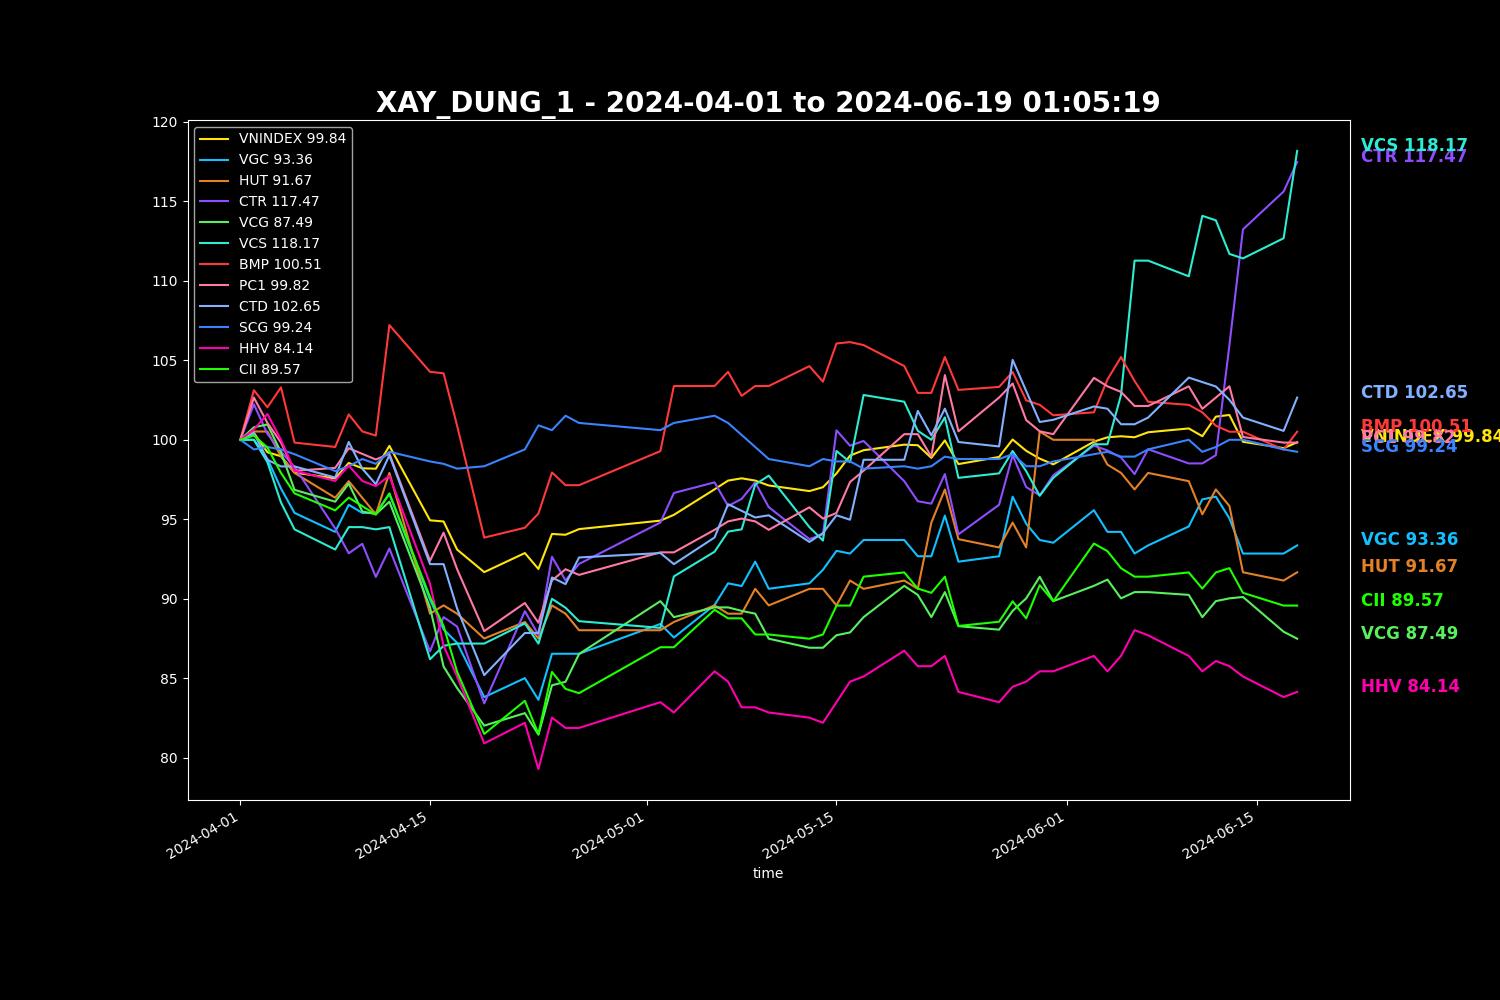 XAY_DUNG_1 - 2024-04-01 to 2024-06-19 01:05:19
120
115
110
105
100
95
90
85
80
VNINDEX 99.84
VGC 93.36
HUT 91.67
CTR 117.47
VCG 87.49
VCS 118.17
BMP 100.51
PC1 99.82
CTD 102.65
SCG 99.24
HHV 84.14
CII 89.57
VCS 118.17
CTR 117.47
CTD 102.65
BMP 100.51
VNINDEX 99.84
SCG 99.24
VGC 93.36
HUT 91.67
CII 89.57
VCG 87.49
HHV 84.14
2024-04-01
2024-04-15
2024-05-01
2024-05-15
2024-06-01
2024-06-15
time